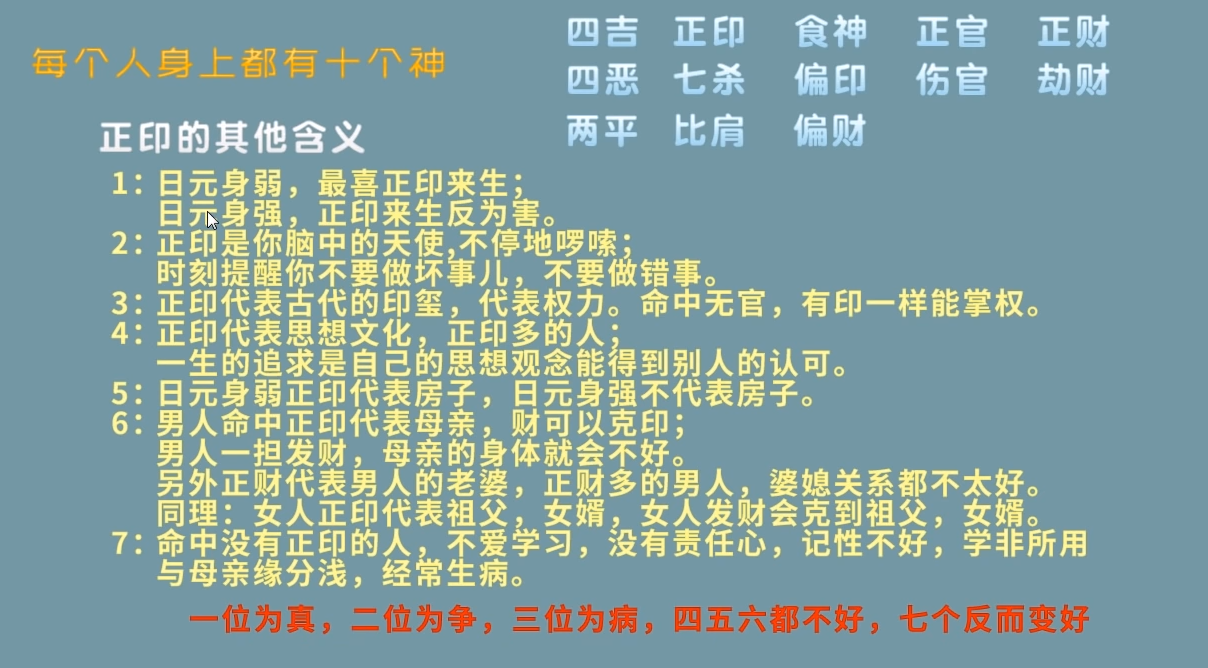 每个人身上都有十个神
四吉 正印 食神 正官 正财
四恶 七杀 偏印 伤官 劫财
两平 比肩 偏财
正印的其他含义
1：日元身弱，最喜正印来生；
日元身强，正印来生反为害。
2：正印是你脑中的天使,不停地啰嗦；
时刻提醒你不要做坏事儿，不要做错事。
3：正印代表古代的印玺，代表权力。命中无官，有印一样能掌权。
4：正印代表思想文化，正印多的人；
一生的追求是自己的思想观念能得到别人的认可。
5：日元身弱正印代表房子，日元身强不代表房子。
6：男人命中正印代表母亲，财可以克印；
男人一担发财，母亲的身体就会不好。
另外正财代表男人的老婆，正财多的男人，婆媳关系都不太好。
同理：女人正印代表祖父，女婿，女人发财会克到祖父，女婿。
7：命中没有正印的人，不爱学习，没有责任心，记性不好，学非所用
与母亲缘分浅，经常生病。
一位为真，二位为争，三位为病，四五六都不好，七个反而变好